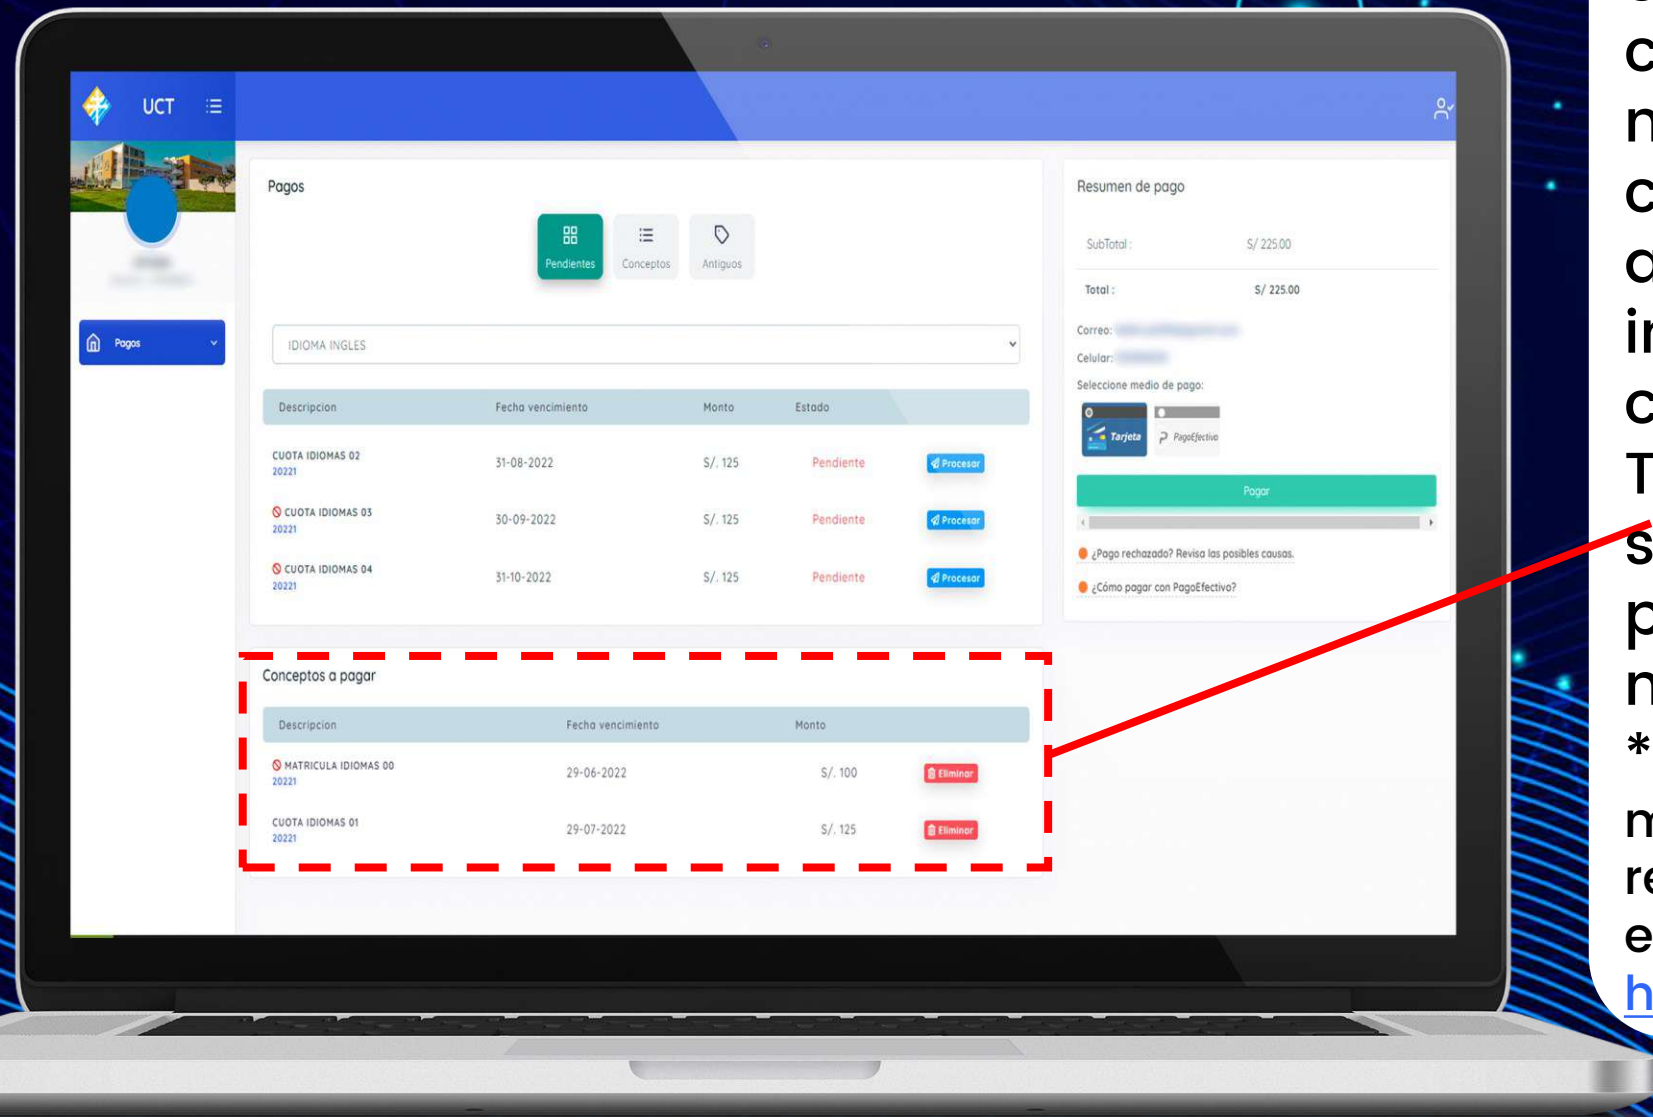 UCT
Pagos
Pagos
Pendientes
Conceptos
Antiguos
IDIOMA INGLES
Descripcion Fecha vencimiento Monto Estado
CUOTA IDIOMAS 02
20221
31-08-2022 S/. 125 Pendiente Procesar
CUOTA IDIOMAS 03
20221
30-09-2022 S/. 125 Pendiente Procesar
CUOTA IDIOMAS 04
20221
31-10-2022 S/. 125 Pendiente Procesar
Conceptos a pagar
Descripcion Fecha vencimiento Monto
MATRICULA IDIOMAS 00
20221
29-06-2022 S/. 100 Eliminar
CUOTA IDIOMAS 01
20221
29-07-2022 S/. 125 Eliminar
Resumen de pago
SubTotal : S/ 225.00
Total : S/ 225.00
Correo:
Celular:
Seleccione medio de pago:
Tarjeta
PagoEfectivo
Pagar
¿Pago rechazado? Revisa las posibles causas.
¿Cómo pagar con PagoEfectivo?